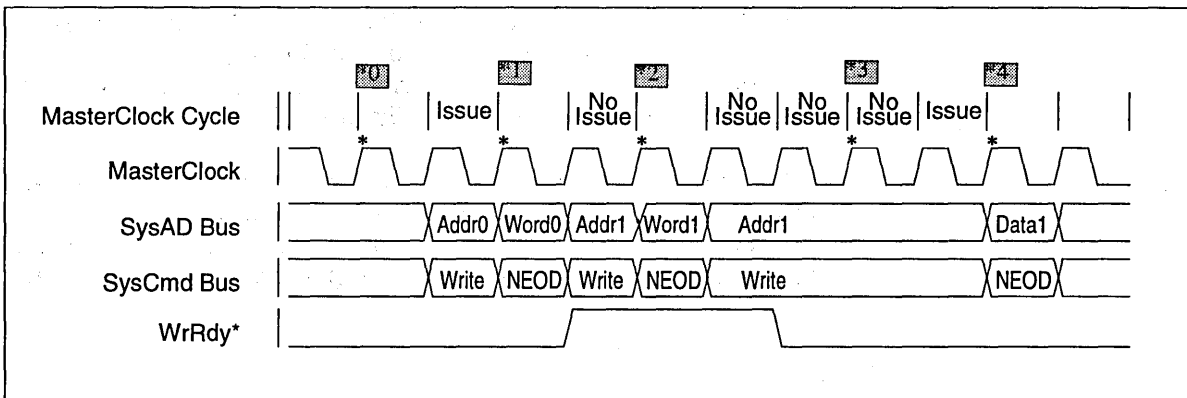 *0 *1 *2 *3 *4
MasterClock Cycle Issue No Issue No Issue No Issue No Issue Issue
* * * * *
MasterClock
SysAD Bus Addr0 Word0 Addr1 Word1 Addr1 Data1
SysCmd Bus Write NEOD Write NEOD Write NEOD
WrRdy*